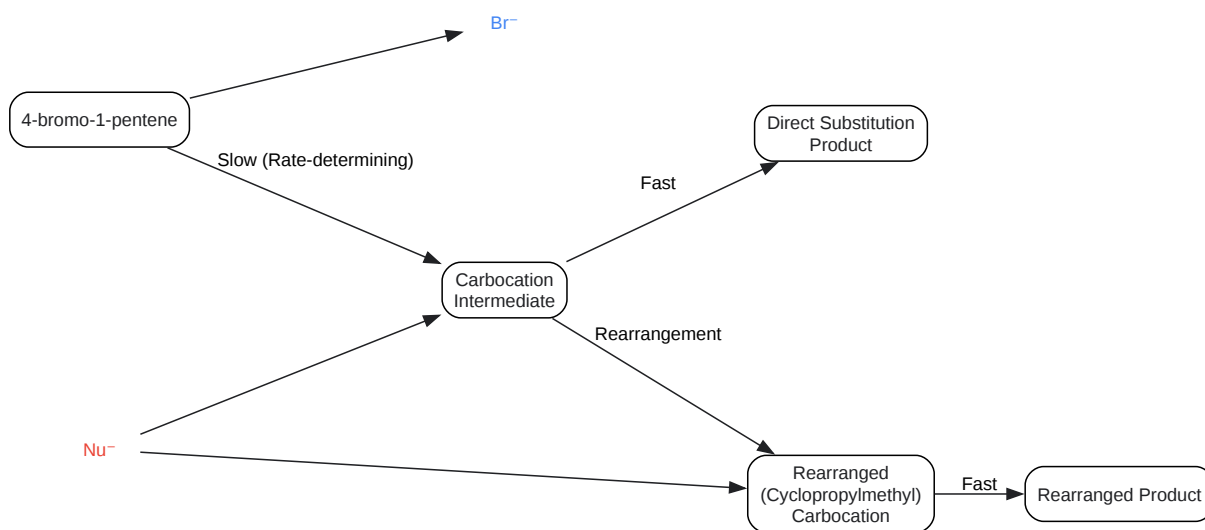 Br⁻
4-bromo-1-pentene
Direct Substitution
Product
Slow (Rate-determining)
Fast
Carbocation
Intermediate
Rearrangement
Nu⁻
Rearranged
(Cyclopropylmethyl)
Carbocation
Fast
Rearranged Product